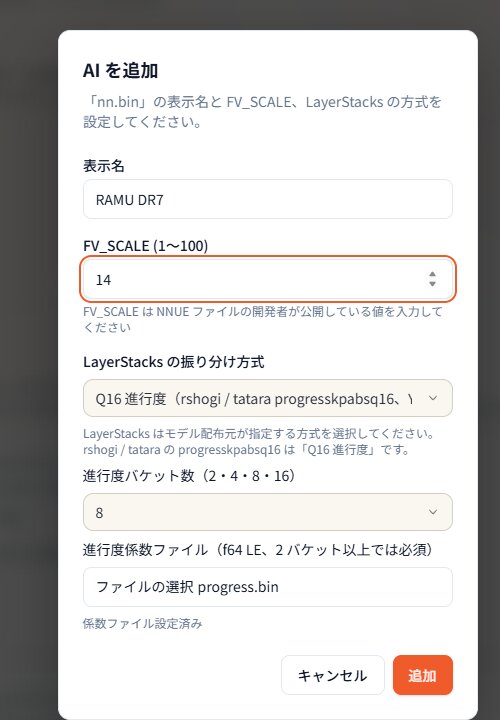 AI を追加
「nn.bin」の表示名と FV_SCALE、LayerStacks の方式を
設定してください。
表示名
RAMU DR7
FV_SCALE (1〜100)
14
FV_SCALE は NNUE ファイルの開発者が公開している値を入力して
ください
LayerStacks の振り分け方式
Q16 進行度（rshogi / tatara progresskpabsq16、
LayerStacks はモデル配布元が指定する方式を選択してください。
rshogi / tatara の progresskpabsq16 は「Q16 進行度」です。
進行度バケット数（2・4・8・16）
8
進行度係数ファイル（f64 LE、2 バケット以上では必須）
ファイルの選択 progress.bin
係数ファイル設定済み
キャンセル
追加